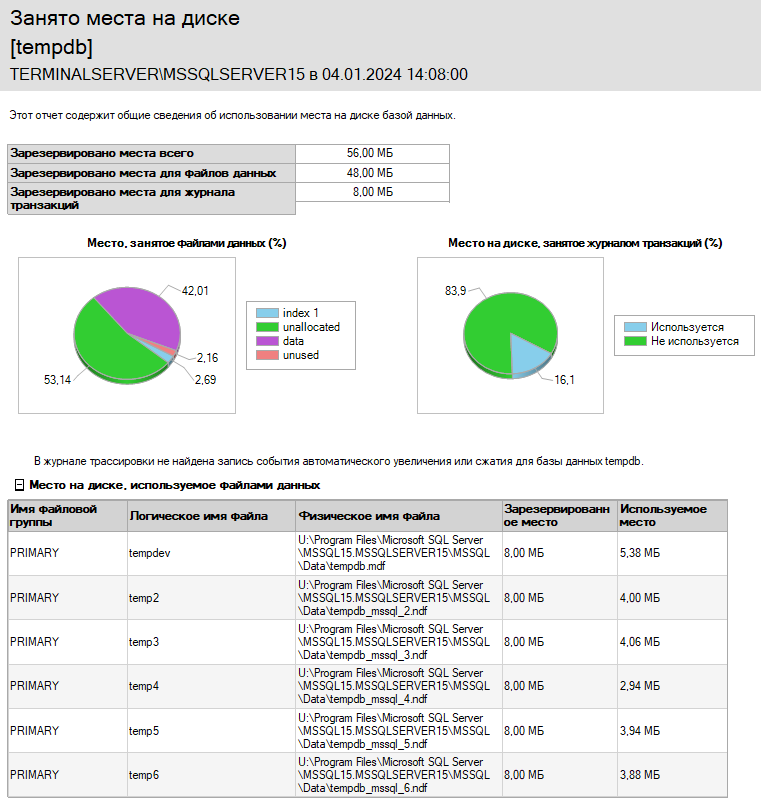 Занято места на диске
[tempdb]
TERMINALSERVER\MSSQLSERVER15 в 04.01.2024 14:08:00
Этот отчет содержит общие сведения об использовании места на диске базой данных.
Зарезервировано места всего 56,00 МБ
Зарезервировано места для файлов данных 48,00 МБ
Зарезервировано места для журнала 8,00 МБ
транзакций
Место, занятое файлами данных (%)
42,01
2,16
2,69
53,14
index 1
unallocated
data
unused
Место на диске, занятое журналом транзакций (%)
83,9
16,1
Используется
Не используется
В журнале трассировки не найдена запись события автоматического увеличения или сжатия для базы данных tempdb.
Место на диске, используемое файлами данных
Имя файловой
группы
Логическое имя файла
Физическое имя файла
Зарезервированн
ое место
Используемое
место
PRIMARY
tempdev
U:\Program Files\Microsoft SQL Server
\MSSQL15.MSSQLSERVER15\MSSQL
\Data\tempdb.mdf
8,00 МБ
5,38 МБ
PRIMARY
temp2
U:\Program Files\Microsoft SQL Server
\MSSQL15.MSSQLSERVER15\MSSQL
\Data\tempdb_mssql_2.ndf
8,00 МБ
4,00 МБ
PRIMARY
temp3
U:\Program Files\Microsoft SQL Server
\MSSQL15.MSSQLSERVER15\MSSQL
\Data\tempdb_mssql_3.ndf
8,00 МБ
4,06 МБ
PRIMARY
temp4
U:\Program Files\Microsoft SQL Server
\MSSQL15.MSSQLSERVER15\MSSQL
\Data\tempdb_mssql_4.ndf
8,00 МБ
2,94 МБ
PRIMARY
temp5
U:\Program Files\Microsoft SQL Server
\MSSQL15.MSSQLSERVER15\MSSQL
\Data\tempdb_mssql_5.ndf
8,00 МБ
3,94 МБ
PRIMARY
temp6
U:\Program Files\Microsoft SQL Server
\MSSQL15.MSSQLSERVER15\MSSQL
\Data\tempdb_mssql_6.ndf
8,00 МБ
3,88 МБ